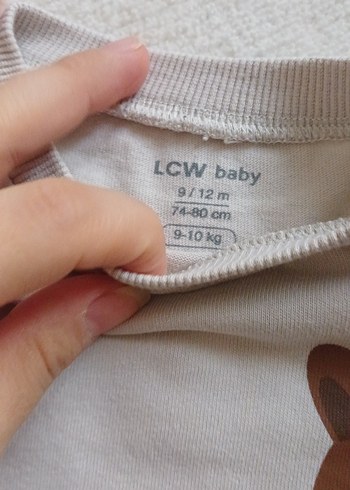 LCW baby
9 / 12 m
74-80 cm
9-10 kg